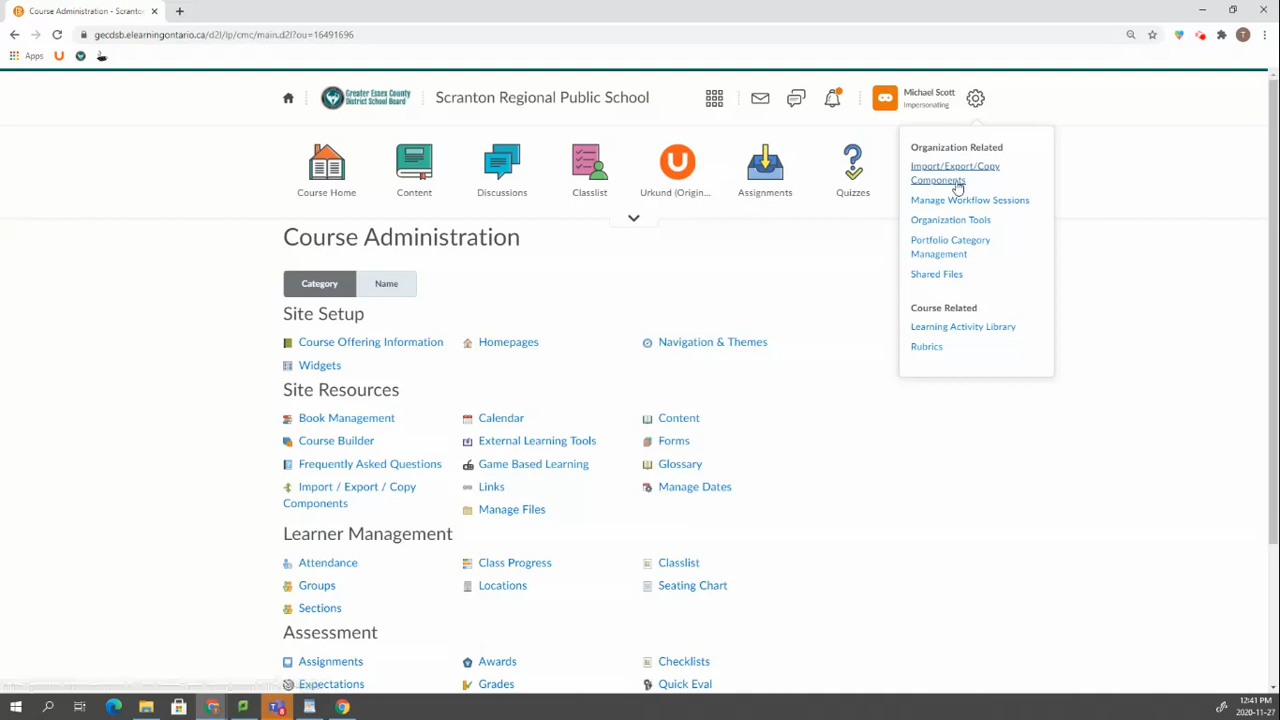 Course Administration - Scranton
gecdsb.elearningontario.ca/d2l/lp/cmc/main.d2l?ou=16491696
T
Apps
Greater Essex County
District School Board
Scranton Regional Public School
Michael Scott
Impersonating
Course Home
Content
Discussions
Classlist
Urkund (Origin...
Assignments
Quizzes
Organization Related
Import/Export/Copy
Components
Manage Workflow Sessions
Organization Tools
Portfolio Category
Management
Shared Files
Course Related
Learning Activity Library
Rubrics
Course Administration
Category
Name
Site Setup
Course Offering Information
Homepages
Navigation & Themes
Widgets
Site Resources
Book Management
Calendar
Content
Course Builder
External Learning Tools
Forms
Frequently Asked Questions
Game Based Learning
Glossary
Import / Export / Copy
Components
Links
Manage Dates
Manage Files
Learner Management
Attendance
Class Progress
Classlist
Groups
Locations
Seating Chart
Sections
Assessment
Assignments
Awards
Checklists
Expectations
Grades
Quick Eval
12:41 PM
2020-11-27